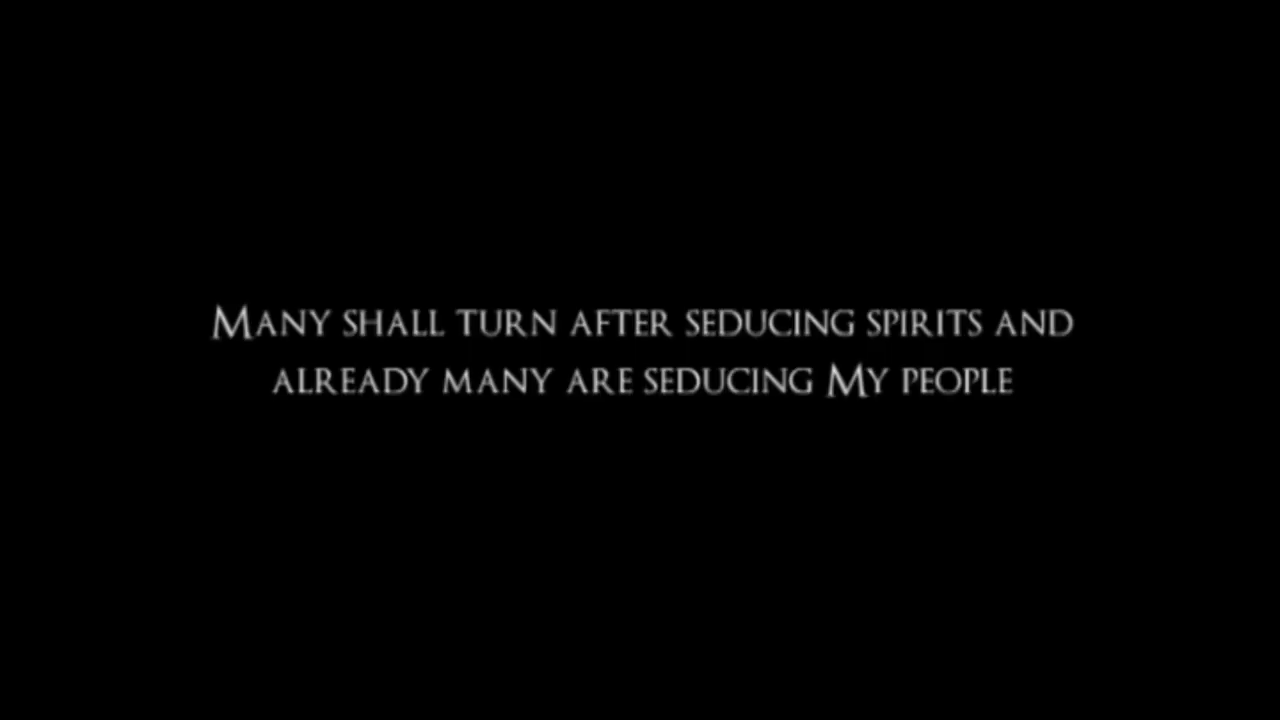 Many shall turn after seducing spirits and
already many are seducing My people